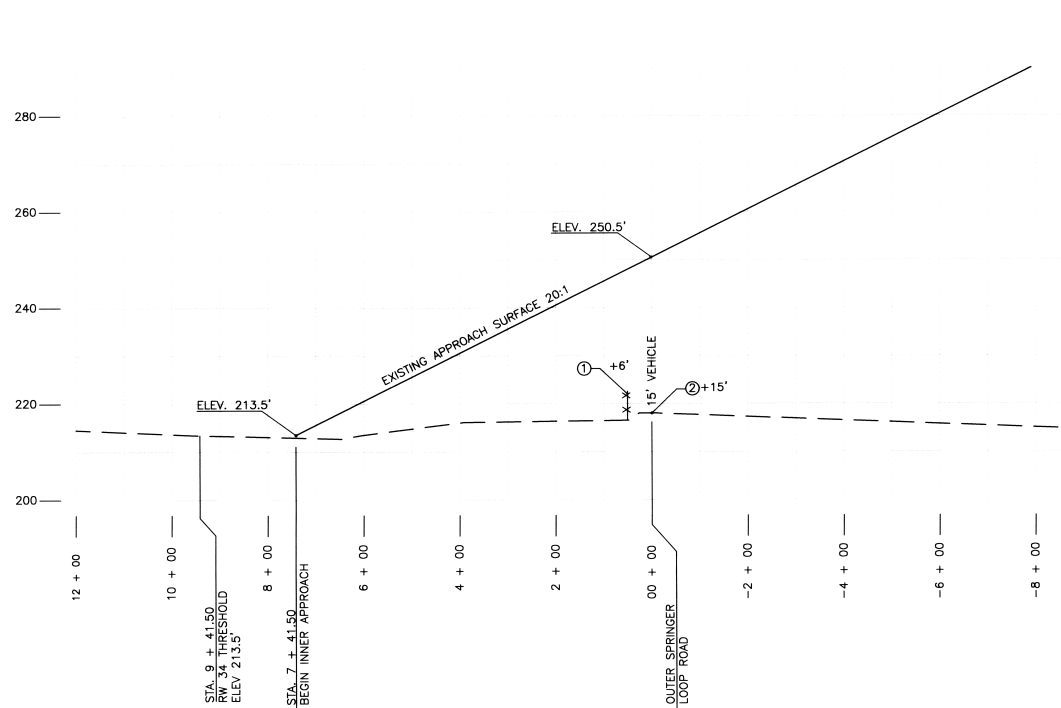 280
260
240
220
200
ELEV. 250.5'
EXISTING APPROACH SURFACE 20:1
ELEV. 213.5'
1 +6'
15' VEHICLE
2 +15'
12 + 00
10 + 00
8 + 00
6 + 00
4 + 00
2 + 00
00 + 00
-2 + 00
-4 + 00
-6 + 00
-8 + 00
STA. 9 + 41.50
RW 34 THRESHOLD
ELEV 213.5'
STA. 7 + 41.50
BEGIN INNER APPROACH
OUTER SPRINGER
LOOP ROAD